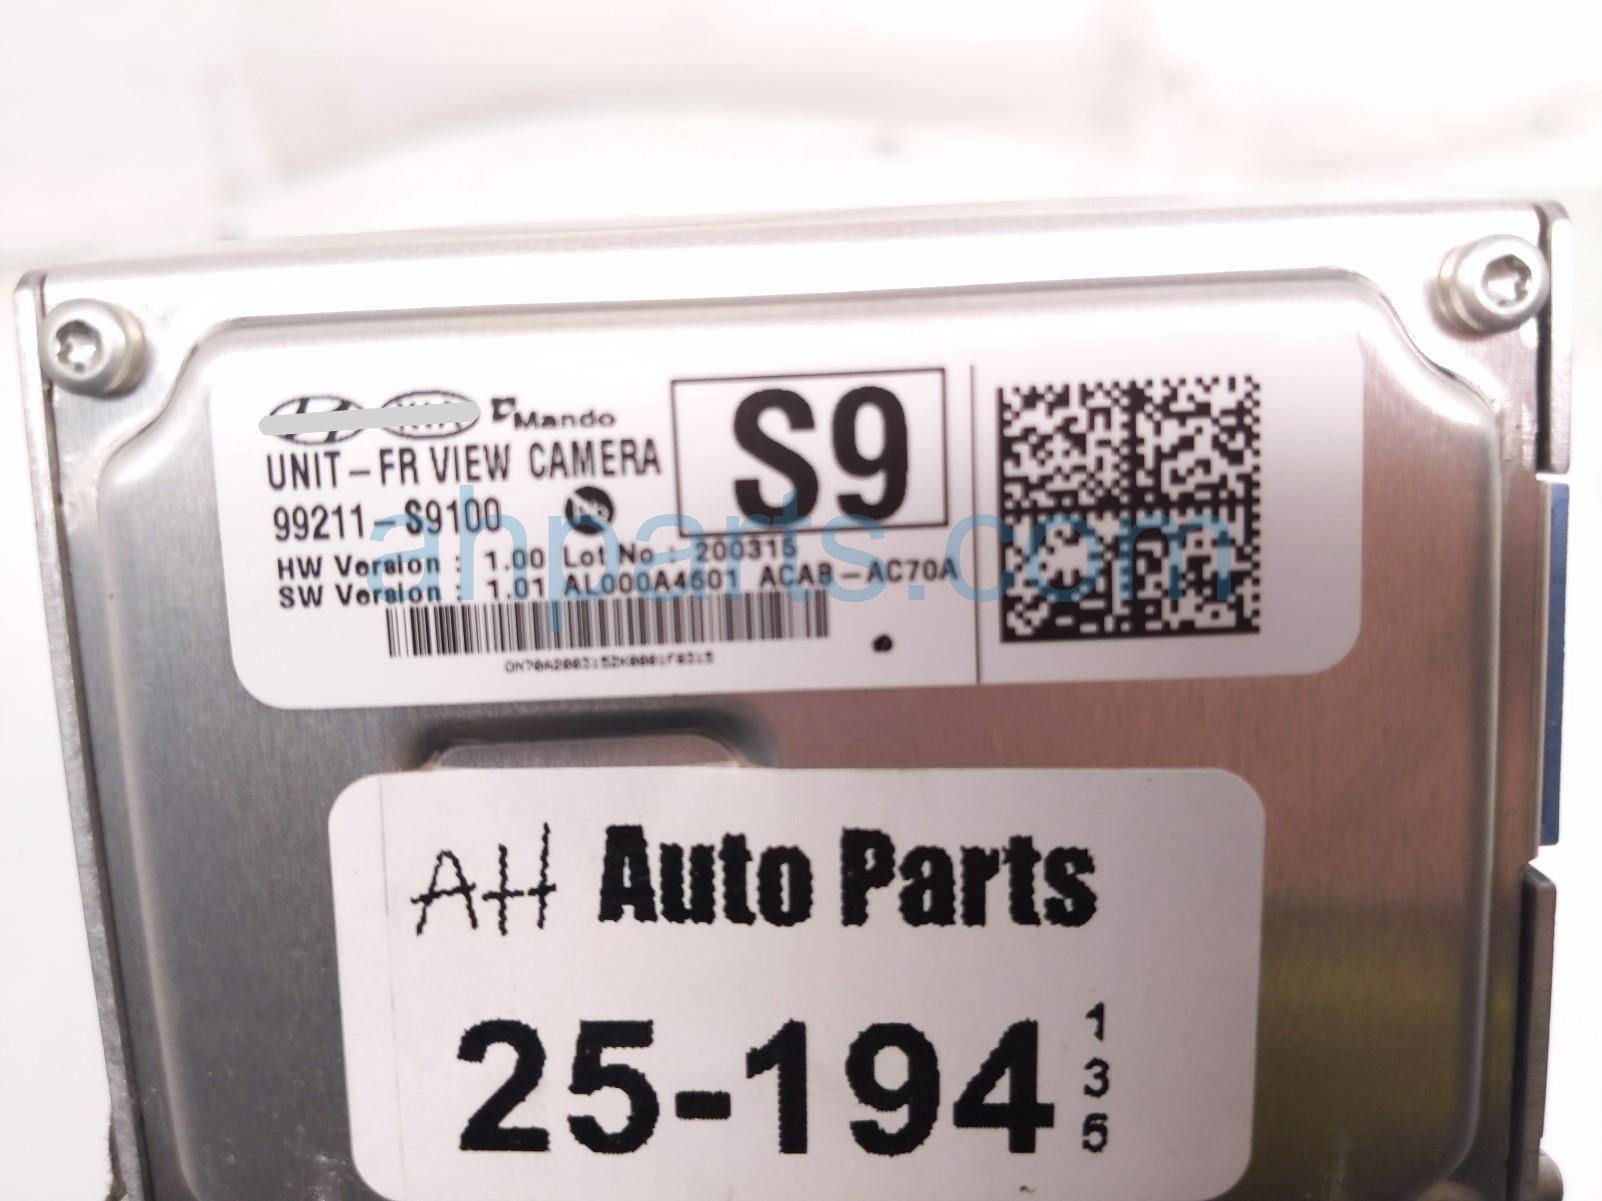 Mando
UNIT-FR VIEW CAMERA
99211-S9100
S9
HW Version : 1.00 Lot No : 200315
SW Version : 1.01 AL000A4601 ACAB-AC70A
ahparts.com
AH Auto Parts
25-194
1
3
5